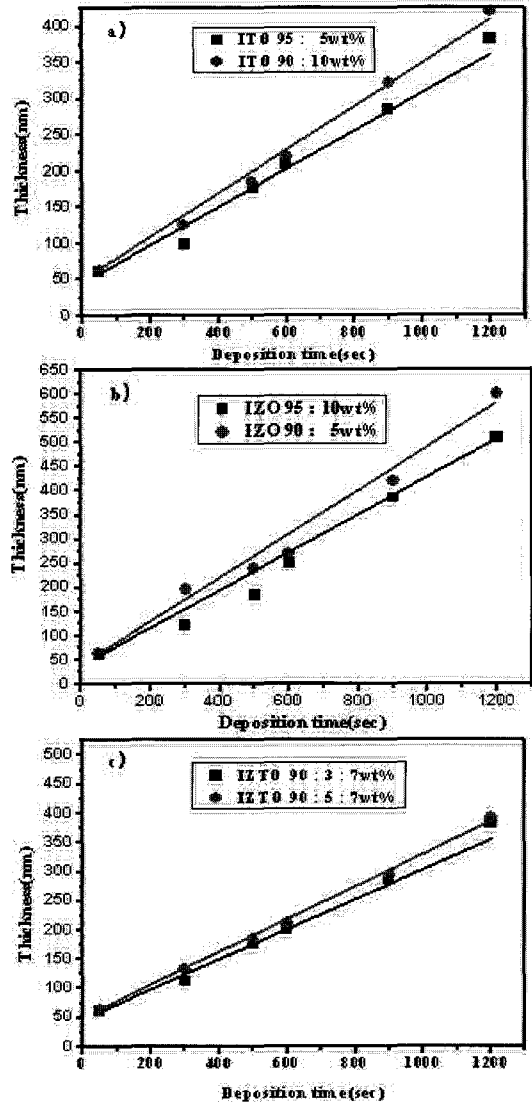 a)
ITO 95 : 5wt%
ITO 90 : 10wt%
400
350
300
250
200
150
100
50
0
Thickness(nm)
0 200 400 600 800 1000 1200
Deposition time(sec)
b)
IZO 95 : 10wt%
IZO 90 : 5wt%
650
600
550
500
450
400
350
300
250
200
150
100
50
0
Thickness(nm)
0 200 400 600 800 1000 1200
Deposition time(sec)
c)
IZTO 90 : 3 : 7wt%
IZTO 90 : 5 : 7wt%
500
450
400
350
300
250
200
150
100
50
0
Thickness(nm)
0 200 400 600 800 1000 1200
Deposition time(sec)